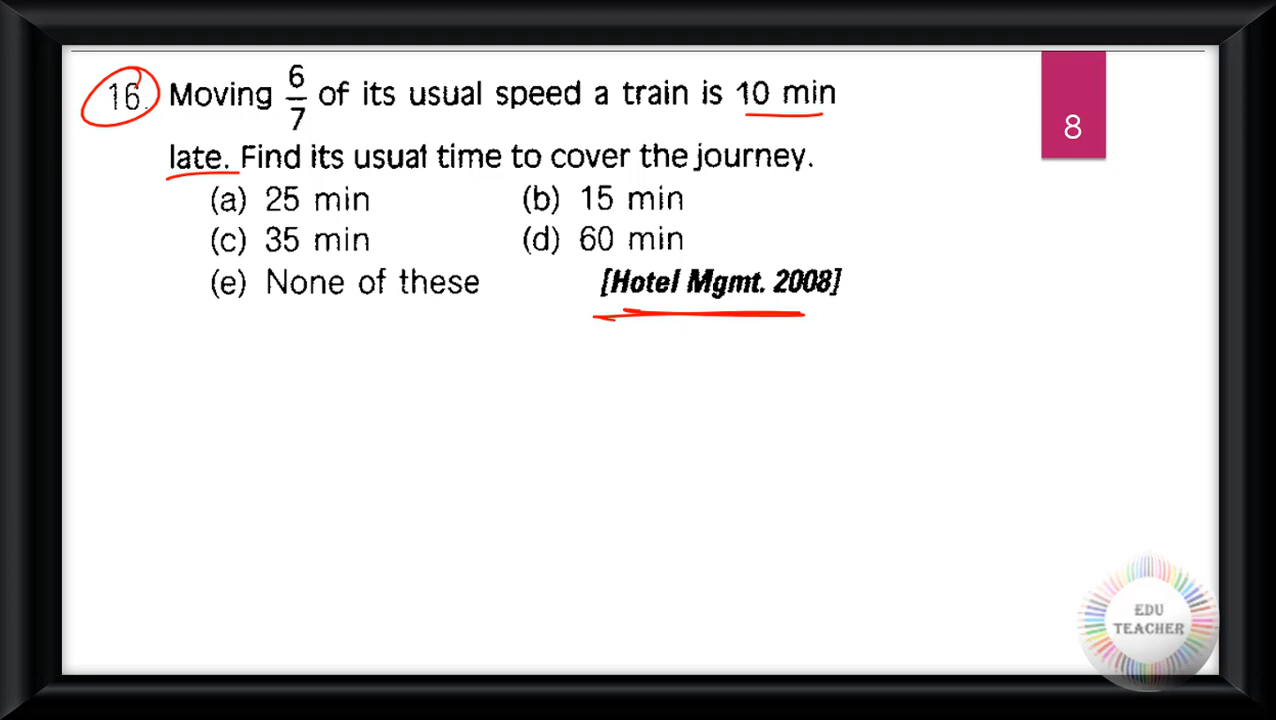 16. Moving 6/7 of its usual speed a train is 10 min
late. Find its usual time to cover the journey.
(a) 25 min (b) 15 min
(c) 35 min (d) 60 min
(e) None of these [Hotel Mgmt. 2008]
8
EDU
TEACHER